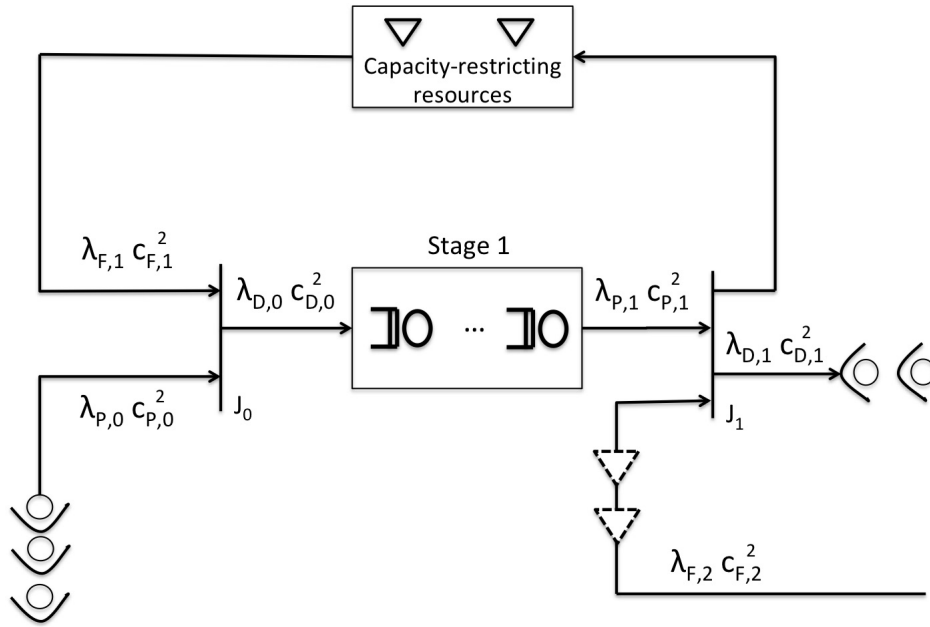 Capacity-restricting
resources
Stage 1
λF,1 cF,1²
λD,0 cD,0²
λP,1 cP,1²
...
λD,1 cD,1²
λP,0 cP,0²
J0
J1
λF,2 cF,2²